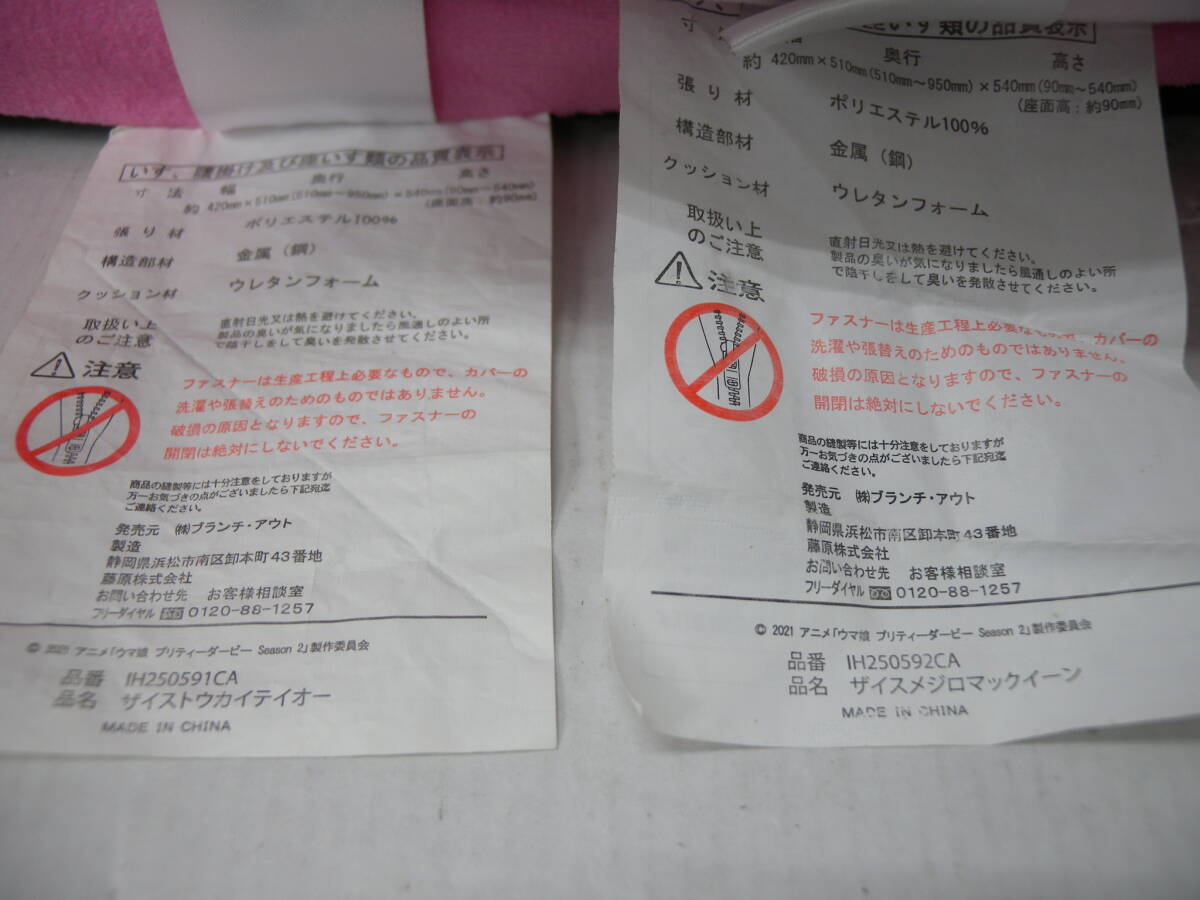 いす、腰掛け及び座いす類の品質表示
寸 法 幅 奥行 高さ
約 420mm×510mm(510mm～950mm)×540mm(90mm～540mm)
(座面高:約90mm)
張り材 ポリエステル100%
構造部材 金属(鋼)
クッション材 ウレタンフォーム
取扱い上 直射日光又は熱を避けてください。
のご注意 製品の臭いが気になりましたら風通しのよい所
で陰干しをして臭いを発散させてください。
注意
ファスナーは生産工程上必要なもので、カバーの
洗濯や張替えのためのものではありません。
破損の原因となりますので、ファスナーの
開閉は絶対にしないでください。
商品の縫製等には十分注意をしておりますが
万一お気づきの点がございましたら下記宛迄
ご連絡ください。
発売元 ㈱ブランチ・アウト
製造
静岡県浜松市南区卸本町43番地
藤原株式会社
お問い合わせ先 お客様相談室
フリーダイヤル 0120-88-1257
© 2021 アニメ「ウマ娘 プリティーダービー Season 2」製作委員会
品番 IH250591CA
品名 ザイストウカイテイオー
MADE IN CHINA
いす類の品質表示
寸 幅 奥行 高さ
約 420mm×510mm(510mm～950mm)×540mm(90mm～540mm)
(座面高:約90mm)
張り材 ポリエステル100%
構造部材 金属(鋼)
クッション材 ウレタンフォーム
取扱い上 直射日光又は熱を避けてください。
のご注意 製品の臭いが気になりましたら風通しのよい所
で陰干しをして臭いを発散させてください。
注意
ファスナーは生産工程上必要なもので、カバーの
洗濯や張替えのためのものではありません。
破損の原因となりますので、ファスナーの
開閉は絶対にしないでください。
商品の縫製等には十分注意をしておりますが
万一お気づきの点がございましたら下記宛迄
ご連絡ください。
発売元 ㈱ブランチ・アウト
製造
静岡県浜松市南区卸本町43番地
藤原株式会社
お問い合わせ先 お客様相談室
フリーダイヤル 0120-88-1257
© 2021 アニメ「ウマ娘 プリティーダービー Season 2」製作委員会
品番 IH250592CA
品名 ザイスメジロマックイーン
MADE IN CHINA